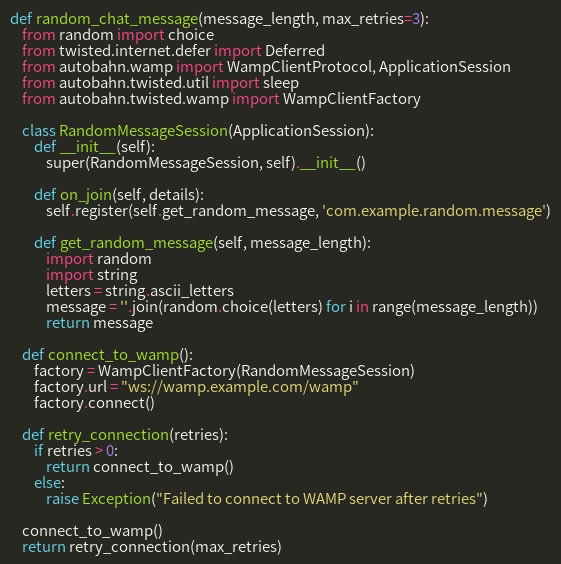 def random_chat_message(message_length, max_retries=3):
from random import choice
from twisted.internet.defer import Deferred
from autobahn.wamp import WampClientProtocol, ApplicationSession
from autobahn.twisted.util import sleep
from autobahn.twisted.wamp import WampClientFactory
class RandomMessageSession(ApplicationSession):
def __init__(self):
super(RandomMessageSession, self).__init__()
def on_join(self, details):
self.register(self.get_random_message, 'com.example.random.message')
def get_random_message(self, message_length):
import random
import string
letters = string.ascii_letters
message = ''.join(random.choice(letters) for i in range(message_length))
return message
def connect_to_wamp():
factory = WampClientFactory(RandomMessageSession)
factory.url = "ws://wamp.example.com/wamp"
factory.connect()
def retry_connection(retries):
if retries > 0:
return connect_to_wamp()
else:
raise Exception("Failed to connect to WAMP server after retries")
connect_to_wamp()
return retry_connection(max_retries)